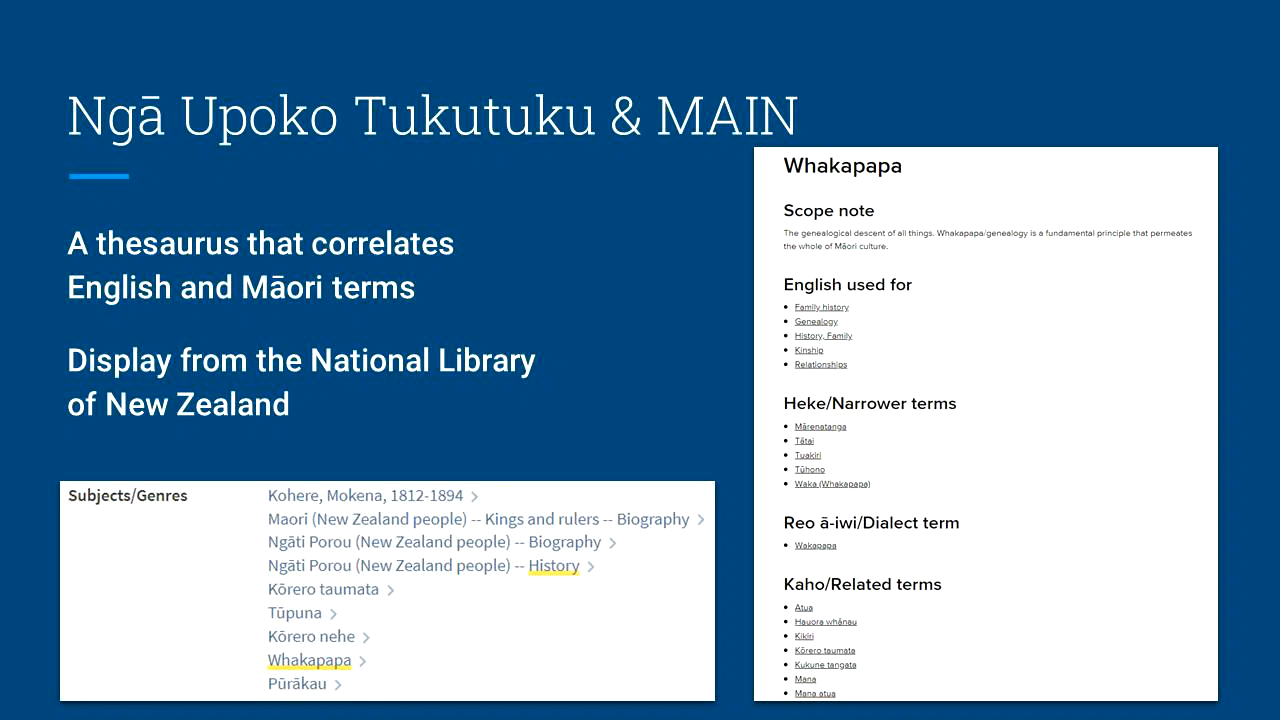 Ngā Upoko Tukutuku & MAIN
A thesaurus that correlates
English and Māori terms
Display from the National Library
of New Zealand
Subjects/Genres
Kohere, Mokena, 1812-1894 >
Maori (New Zealand people) -- Kings and rulers -- Biography >
Ngāti Porou (New Zealand people) -- Biography >
Ngāti Porou (New Zealand people) -- History >
Kōrero taumata >
Tūpuna >
Kōrero nehe >
Whakapapa >
Pūrākau >
Whakapapa
Scope note
The genealogical descent of all things. Whakapapa/genealogy is a fundamental principle that permeates
the whole of Māori culture.
English used for
Family history
Genealogy
History, Family
Kinship
Relationships
Heke/Narrower terms
Mārenatanga
Tātai
Tuakiri
Tūhono
Waka (Whakapapa)
Reo ā-iwi/Dialect term
Wakapapa
Kaho/Related terms
Atua
Hauora whānau
Kikiri
Kōrero taumata
Kukune tangata
Mana
Mana atua